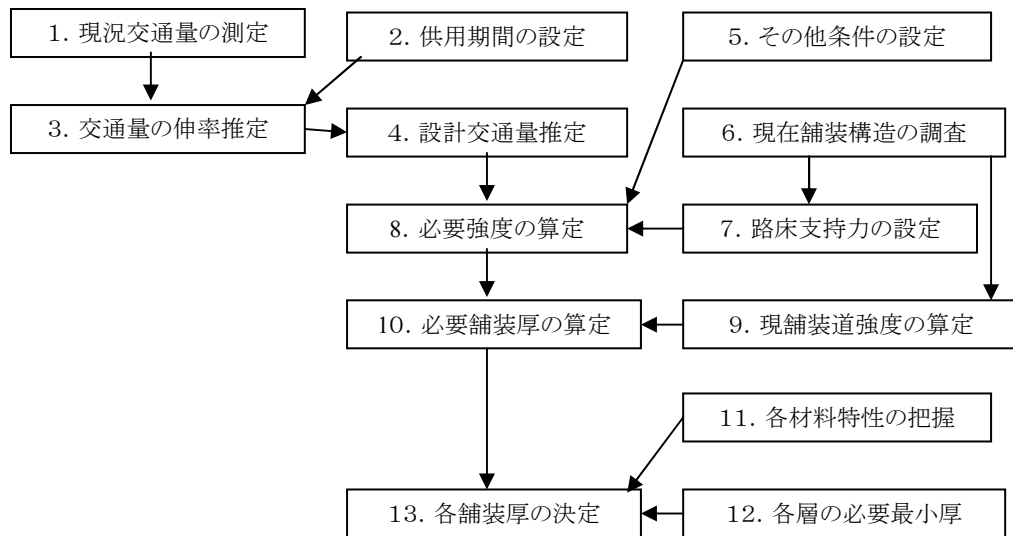 1. 現況交通量の測定
2. 供用期間の設定
5. その他条件の設定
3. 交通量の伸率推定
4. 設計交通量推定
6. 現在舗装構造の調査
8. 必要強度の算定
7. 路床支持力の設定
10. 必要舗装厚の算定
9. 現舗装道強度の算定
11. 各材料特性の把握
13. 各舗装厚の決定
12. 各層の必要最小厚